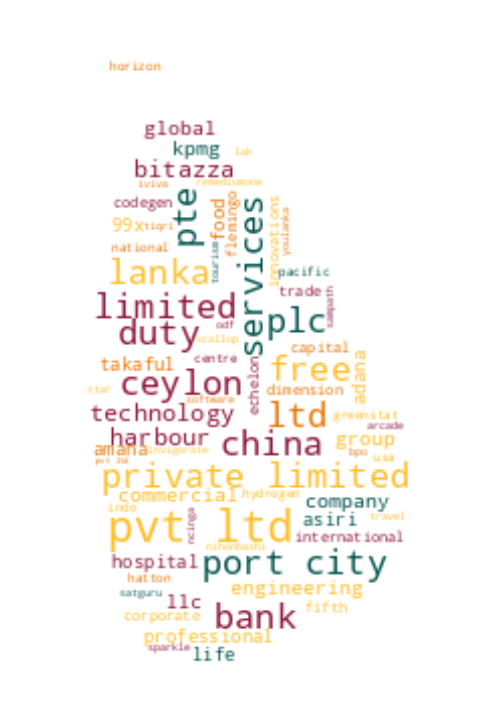 horizon
global
kpmg
lak
bitazza
iviva
remediumone
codegen
pte
food
flemingo
services
innovations
youlanka
99x
tiqri
national
tourism
lanka
pacific
trade
sampath
limited
odf
plc
duty
scallop
centre
capital
takaful
free
adana
echelon
star
ceylon
software
dimension
technology
ltd
greenstat
arcade
harbour
china
group
amana
invigorate
bpo
usa
pvt ltd
private limited
commercial
hydrogen
company
indo
pvt ltd
ncinga
asiri
travel
international
nihonbashi
hospital
port city
hatton
satguru
engineering
llc
fifth
corporate
bank
professional
sparkle
life